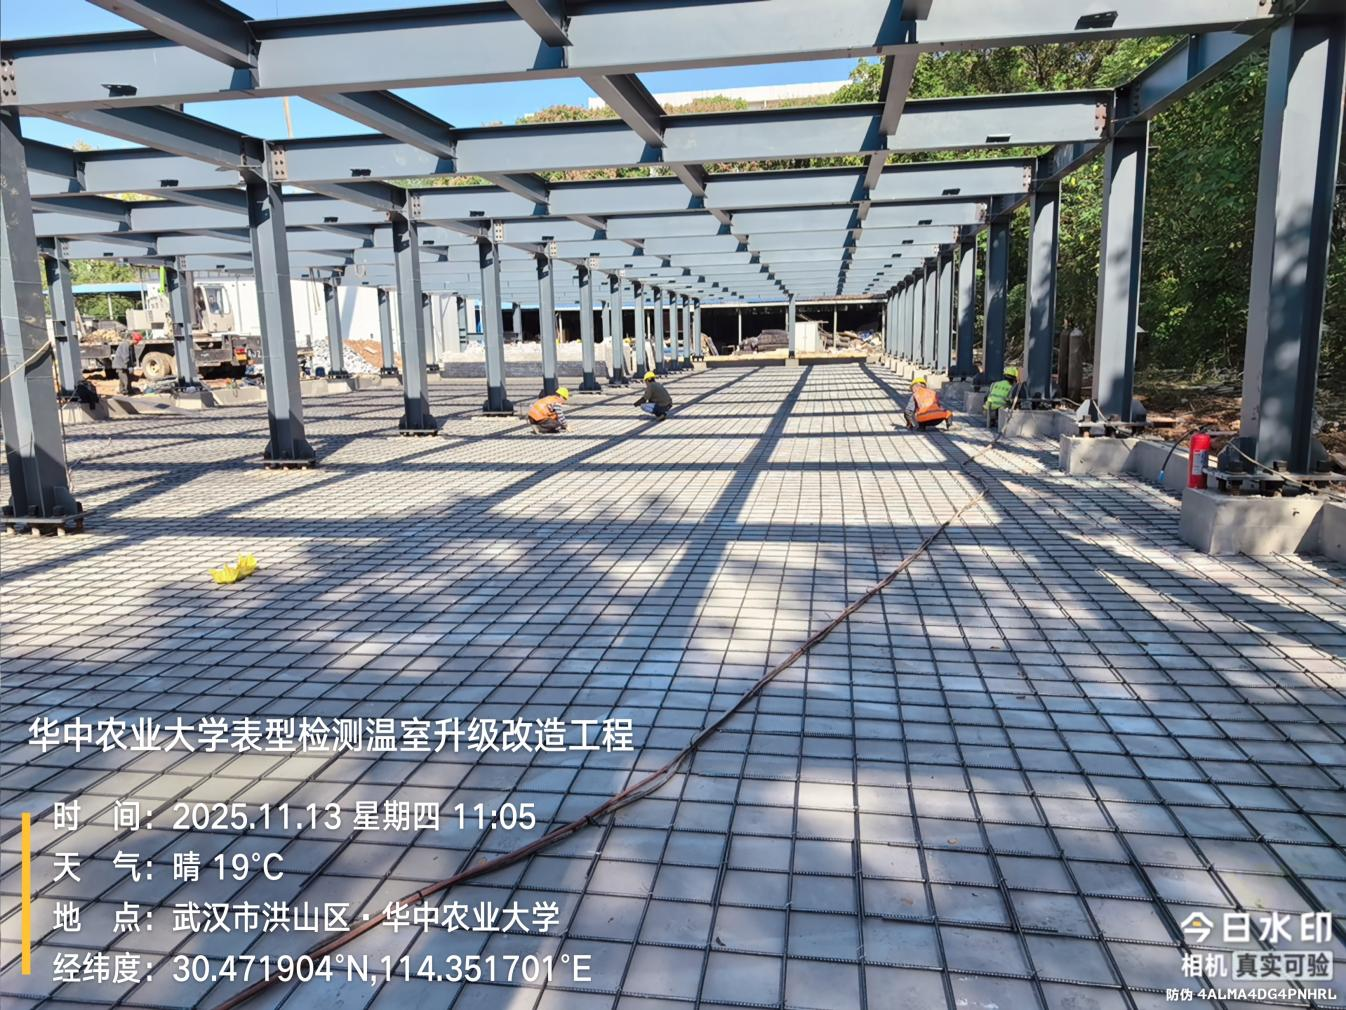 华中农业大学表型检测温室升级改造工程
时 间：2025.11.13 星期四 11:05
天 气：晴 19℃
地 点：武汉市洪山区·华中农业大学
经纬度：30.471904°N,114.351701°E
今日水印
相机 真实可验
防伪 4ALMA4DG4PNHRL